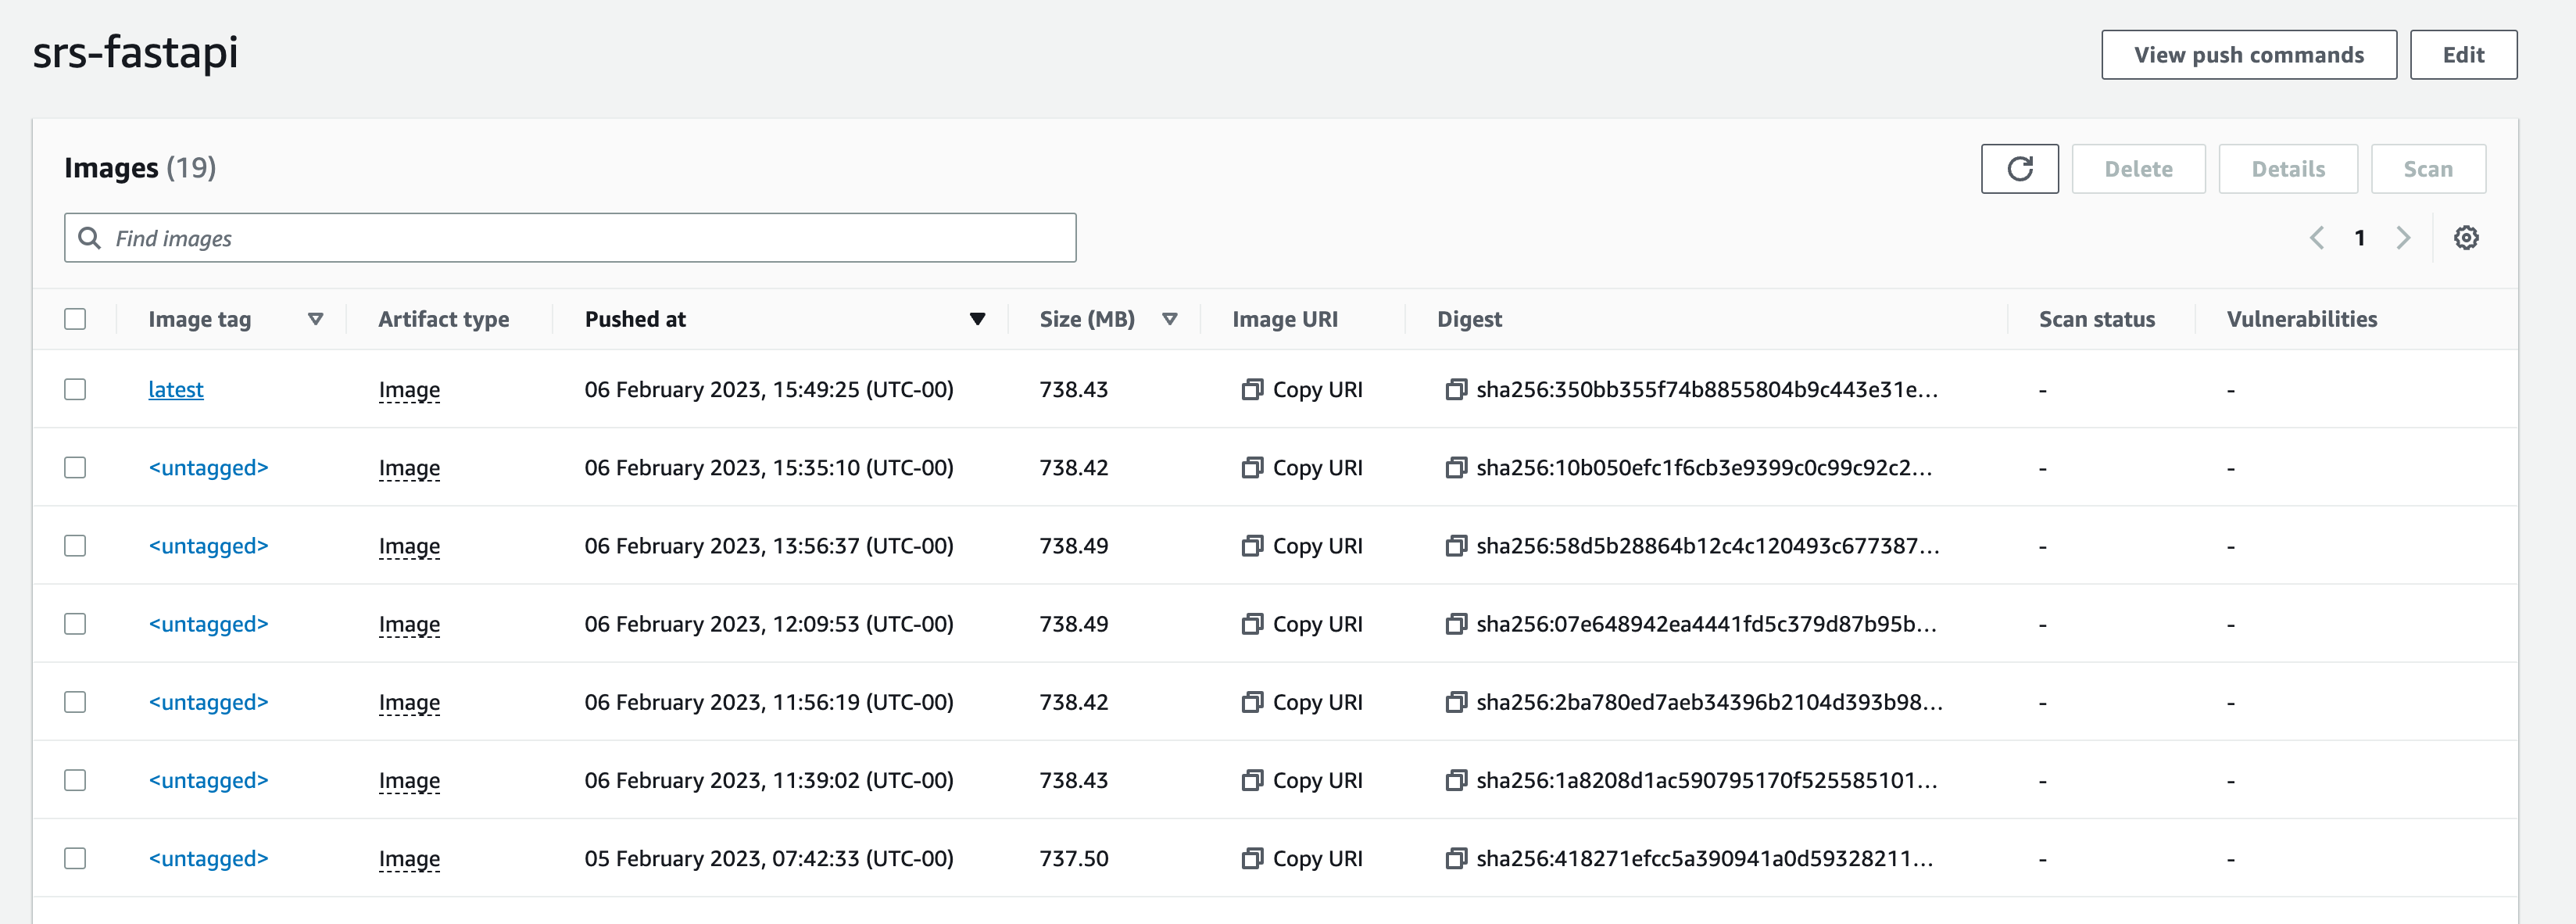 srs-fastapi
View push commands
Edit
Images (19)
Delete
Details
Scan
Find images
1
Image tag Artifact type Pushed at Size (MB) Image URI Digest Scan status Vulnerabilities
latest Image 06 February 2023, 15:49:25 (UTC-00) 738.43 Copy URI sha256:350bb355f74b8855804b9c443e31e... - -
<untagged> Image 06 February 2023, 15:35:10 (UTC-00) 738.42 Copy URI sha256:10b050efc1f6cb3e9399c0c99c92c2... - -
<untagged> Image 06 February 2023, 13:56:37 (UTC-00) 738.49 Copy URI sha256:58d5b28864b12c4c120493c677387... - -
<untagged> Image 06 February 2023, 12:09:53 (UTC-00) 738.49 Copy URI sha256:07e648942ea4441fd5c379d87b95b... - -
<untagged> Image 06 February 2023, 11:56:19 (UTC-00) 738.42 Copy URI sha256:2ba780ed7aeb34396b2104d393b98... - -
<untagged> Image 06 February 2023, 11:39:02 (UTC-00) 738.43 Copy URI sha256:1a8208d1ac590795170f525585101... - -
<untagged> Image 05 February 2023, 07:42:33 (UTC-00) 737.50 Copy URI sha256:418271efcc5a390941a0d59328211... - -